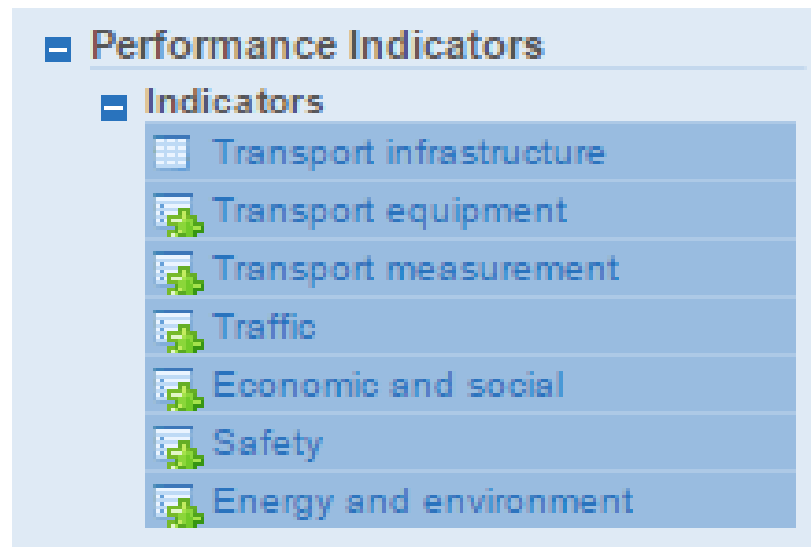 Performance Indicators
Indicators
Transport infrastructure
Transport equipment
Transport measurement
Traffic
Economic and social
Safety
Energy and environment